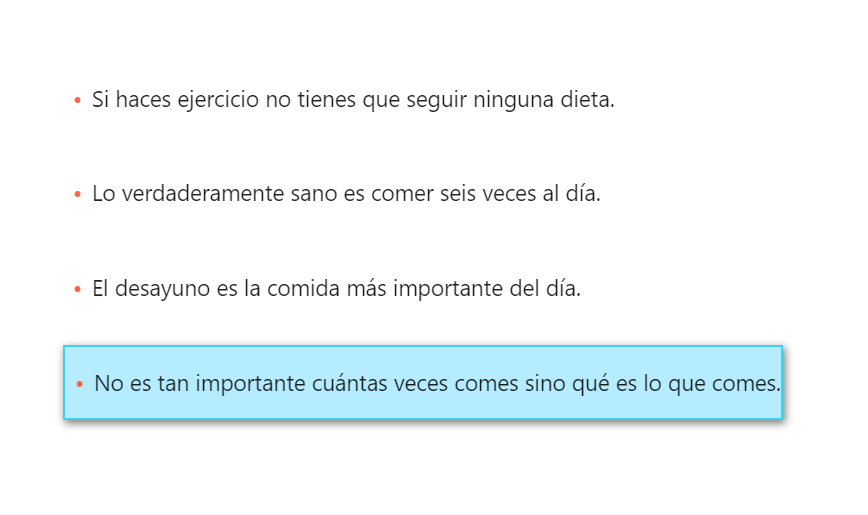 • Si haces ejercicio no tienes que seguir ninguna dieta.
• Lo verdaderamente sano es comer seis veces al día.
• El desayuno es la comida más importante del día.
• No es tan importante cuántas veces comes sino qué es lo que comes.